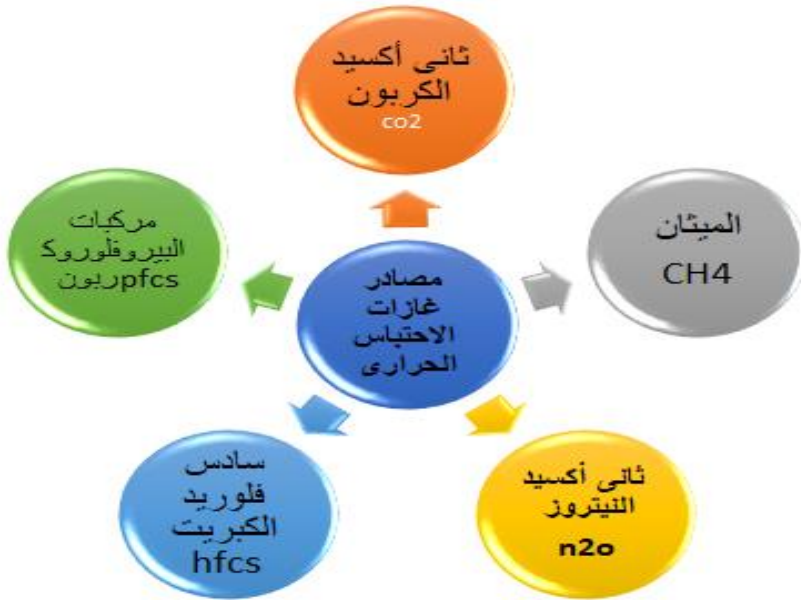 ثانى أكسيد
الكربون
co2
الميثان
CH4
ثانى أكسيد
النيتروز
n2o
سادس
فلوريد
الكبريت
hfcs
مركبات
البيروفلوروك
ربونpfcs
مصادر
غازات
الاحتباس
الحرارى